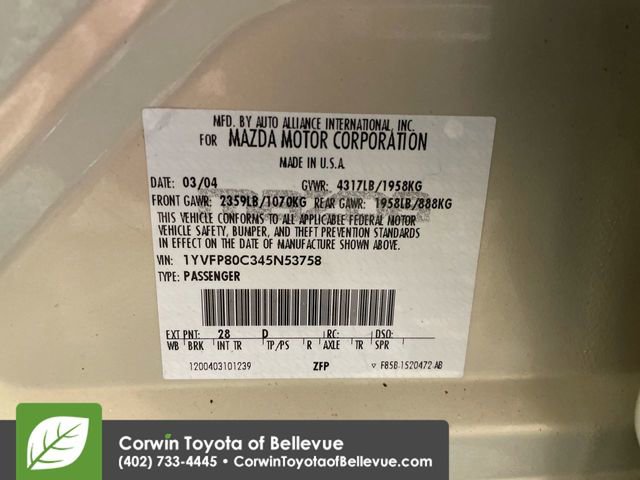 MFD. BY AUTO ALLIANCE INTERNATIONAL, INC.
FOR MAZDA MOTOR CORPORATION
MADE IN U.S.A.
DATE: 03/04 GVWR: 4317LB/1958KG
FRONT GAWR: 2359LB/1070KG REAR GAWR: 1958LB/888KG
THIS VEHICLE CONFORMS TO ALL APPLICABLE FEDERAL MOTOR
VEHICLE SAFETY, BUMPER, AND THEFT PREVENTION STANDARDS
IN EFFECT ON THE DATE OF MANUFACTURE SHOWN ABOVE.
VIN: 1YVFP80C345N53758
TYPE: PASSENGER
EXT PNT: 28 D RC: DSO:
WB BRK INT TR TP/PS R AXLE TR SPR
1200403101239 ZFP F85B-1520472-AB
Corwin Toyota of Bellevue
(402) 733-4445 • CorwinToyotaofBellevue.com